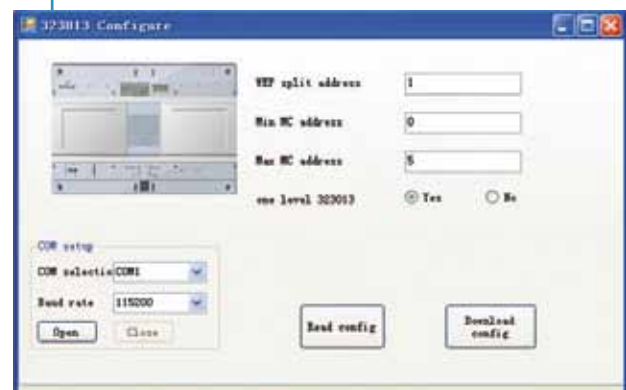 323013 Configure
VEP split address
1
Min MC address
0
Max MC address
5
one level 323013
Yes
No
COM setup
COM selectio
COM1
Baud rate
115200
Open
Close
Read config
Download
config